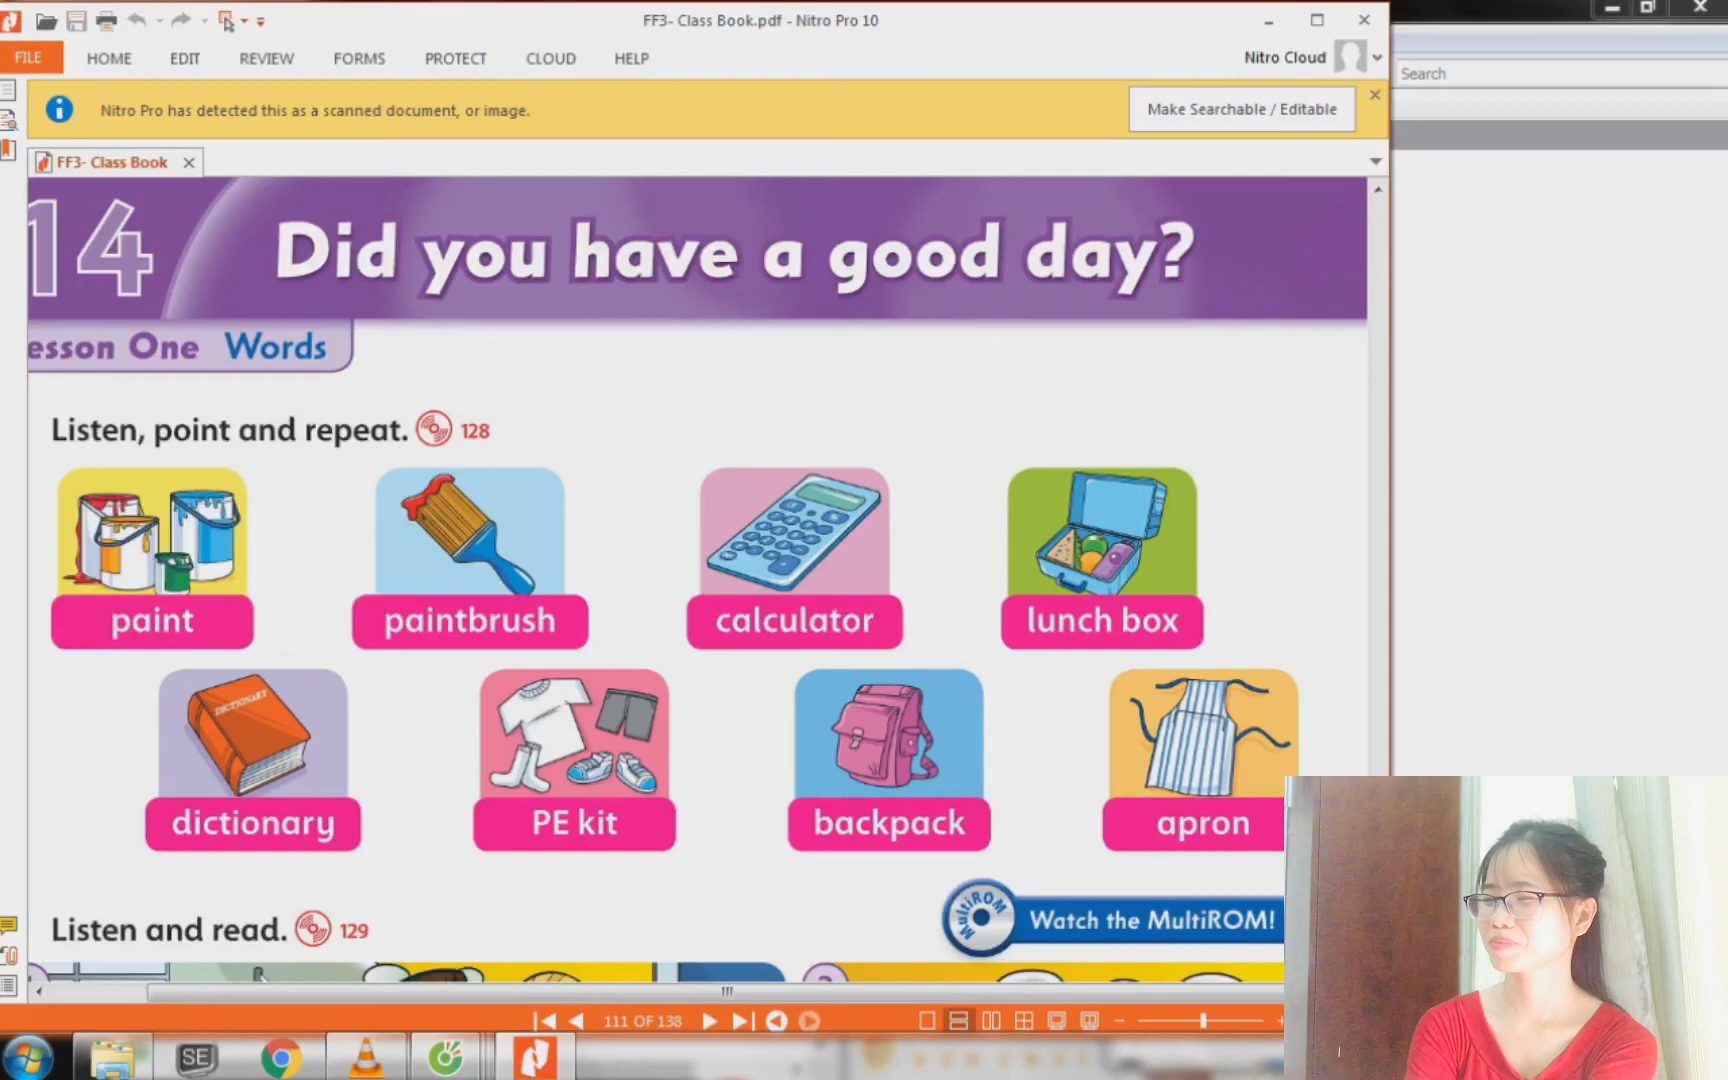 FF3- Class Book.pdf - Nitro Pro 10
FILE HOME EDIT REVIEW FORMS PROTECT CLOUD HELP
Nitro Cloud
Search
Nitro Pro has detected this as a scanned document, or image.
Make Searchable / Editable
FF3- Class Book
14 Did you have a good day?
esson One Words
Listen, point and repeat. 128
paint paintbrush calculator lunch box
DICTIONARY
dictionary PE kit backpack apron
Listen and read. 129
MultiROM
Watch the MultiROM!
111 OF 138
SE